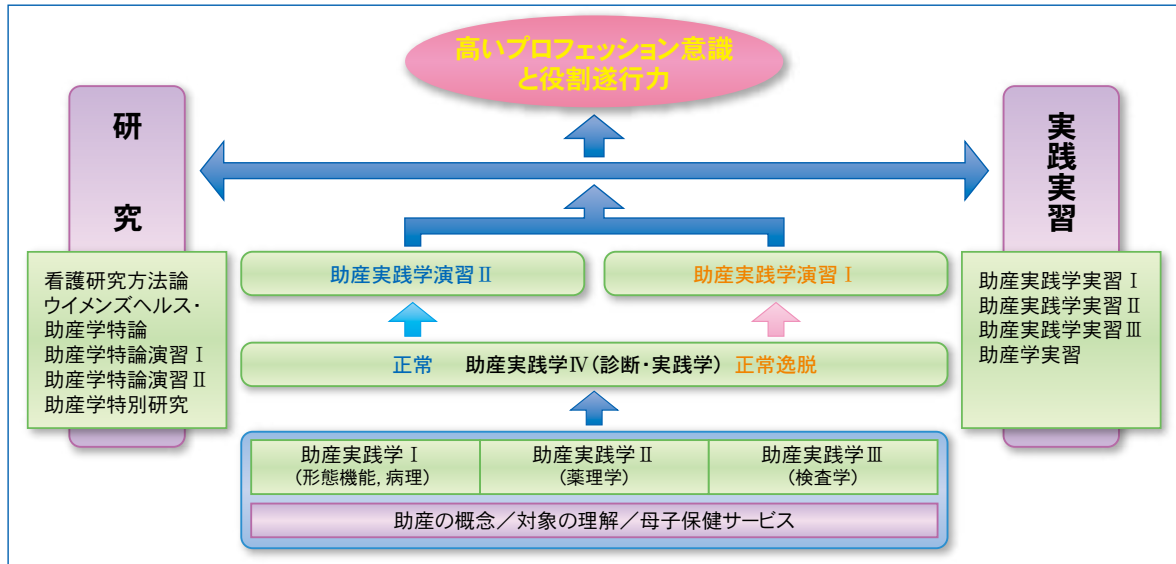 高いプロフェッション意識
と役割遂行力
研究
看護研究方法論
ウイメンズヘルス・
助産学特論
助産学特論演習Ⅰ
助産学特論演習Ⅱ
助産学特別研究
実践実習
助産実践学実習Ⅰ
助産実践学実習Ⅱ
助産実践学実習Ⅲ
助産学実習
助産実践学演習Ⅱ
助産実践学演習Ⅰ
正常 助産実践学Ⅳ(診断・実践学) 正常逸脱
助産実践学Ⅰ
(形態機能,病理)
助産実践学Ⅱ
(薬理学)
助産実践学Ⅲ
(検査学)
助産の概念／対象の理解／母子保健サービス